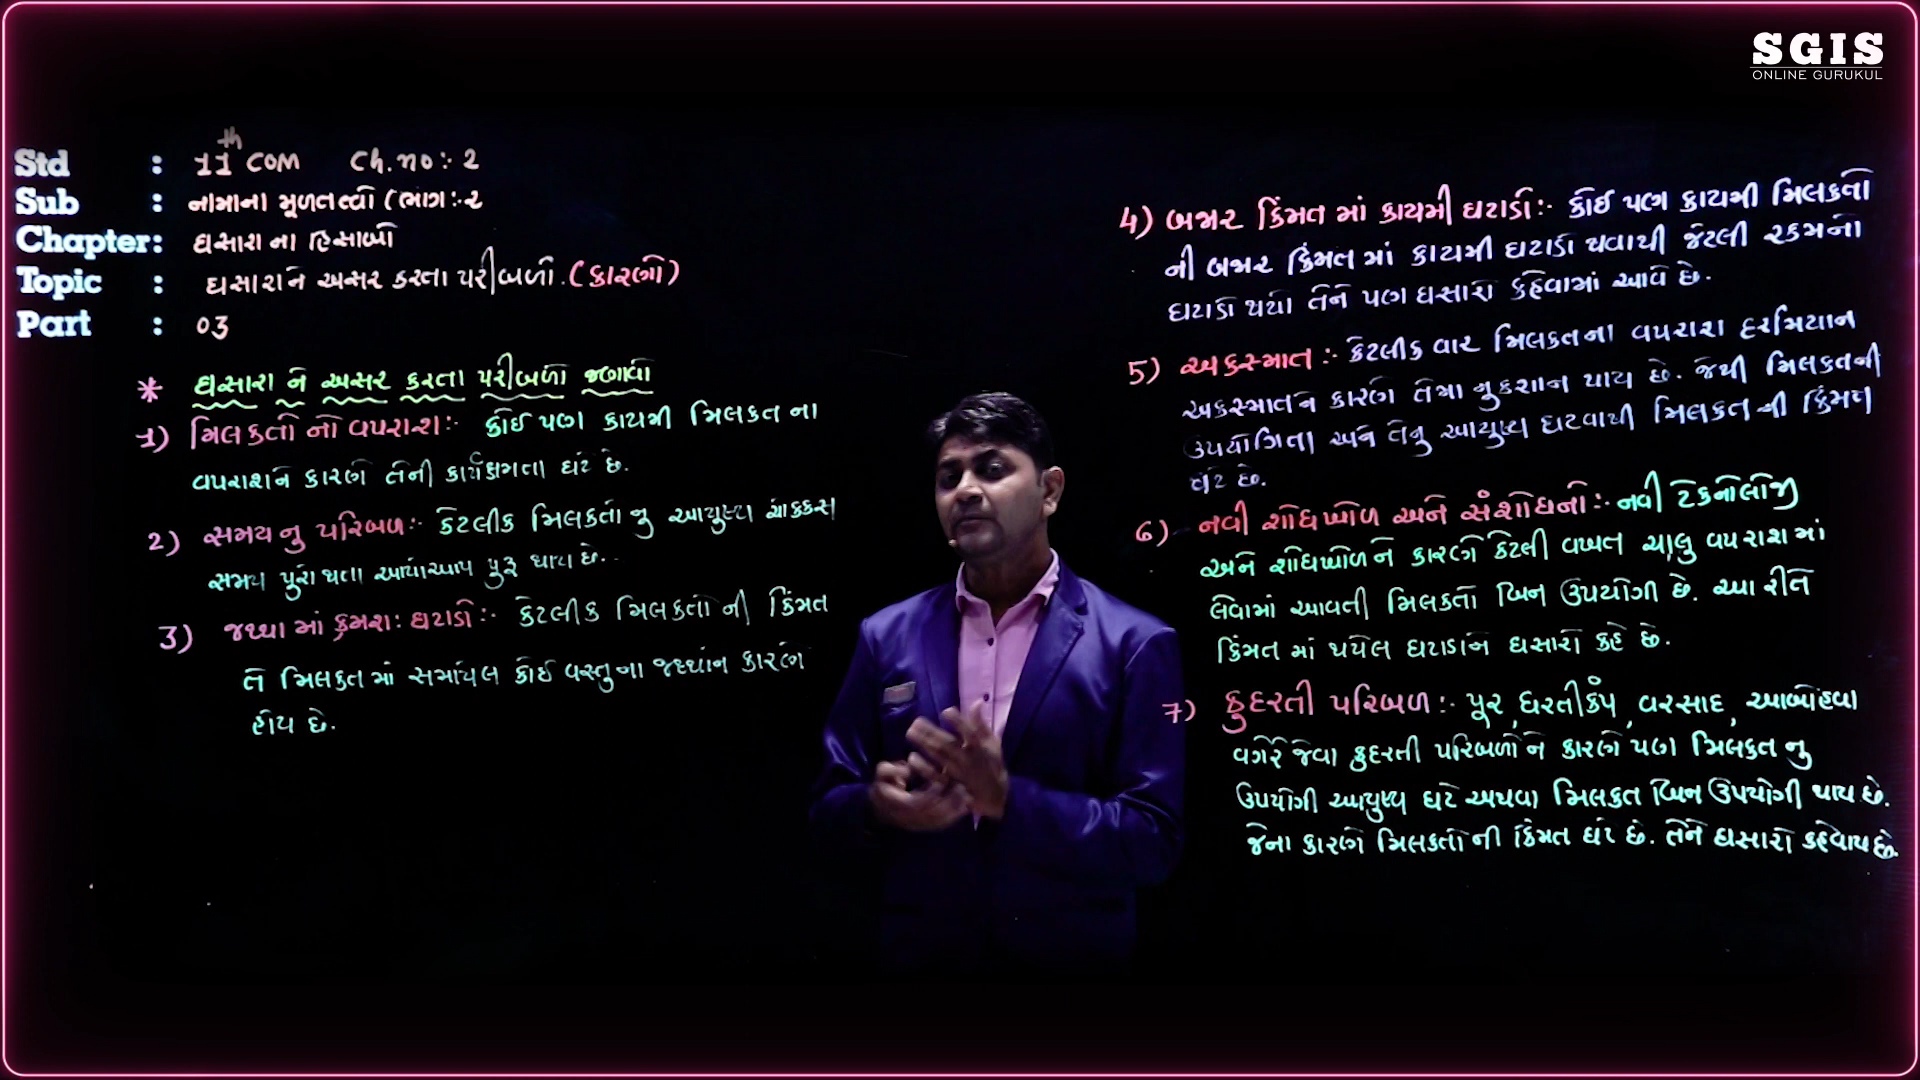 SGIS
ONLINE GURUKUL
Std : 11th COM Ch.no:- 2
Sub : નામાના મૂળતત્વો (ભાગ:-૨
Chapter: ઘસારા ના હિસાબો
Topic : ઘસારાને અસર કરતા પરીબળો. (કારણો)
Part : 03
* ઘસારા ને અસર કરતા પરીબળો જણાવો
1) મિલકતો નો વપરાશ:- કોઈ પણ કાયમી મિલકત ના
વપરાશને કારણે તેની કાર્યક્ષમતા ઘટે છે.
2) સમય નુ પરિબળ:- કેટલીક મિલકતો નુ આયુષ્ય ચોક્કસ
સમય પુરો થતા આપોઆપ પુરૂ થાય છે.
3) જથ્થા માં ક્રમશઃ ઘટાડો:- કેટલીક મિલકતો ની કિંમત
તે મિલકત માં સમાયેલ કોઈ વસ્તુ ના જથ્થાને કારણે
હોય છે.
4) બજાર કિંમત માં કાયમી ઘટાડો:- કોઈ પણ કાયમી મિલકતો
ની બજાર કિંમત માં કાયમી ઘટાડો થવાથી જેટલી રકમનો
ઘટાડો થયો તેને પણ ઘસારો કહેવામાં આવે છે.
5) અકસ્માત:- કેટલીક વાર મિલકત ના વપરાશ દરમિયાન
અકસ્માતને કારણે તેમા નુકશાન થાય છે. જેથી મિલકતની
ઉપયોગિતા અને તેનુ આયુષ્ય ઘટવાથી મિલકત ની કિંમત
ઘટે છે.
6) નવી શોધખોળ અને સંશોધનો:- નવી ટેકનોલોજી
અને શોધખોળ ને કારણે કેટલી વખત ચાલુ વપરાશ માં
લેવામાં આવતી મિલકતો બિન ઉપયોગી છે. આ રીતે
કિંમત માં થયેલ ઘટાડાને ઘસારો કહે છે.
7) કુદરતી પરિબળ:- પૂર, ધરતીકંપ, વરસાદ, આબોહવા
વગેરે જેવા કુદરતી પરિબળો ને કારણે પણ મિલકત નુ
ઉપયોગી આયુષ્ય ઘટે અથવા મિલકત બિન ઉપયોગી થાય છે.
જેના કારણે મિલકતો ની કિંમત ઘટે છે. તેને ઘસારો કહેવાય છે.